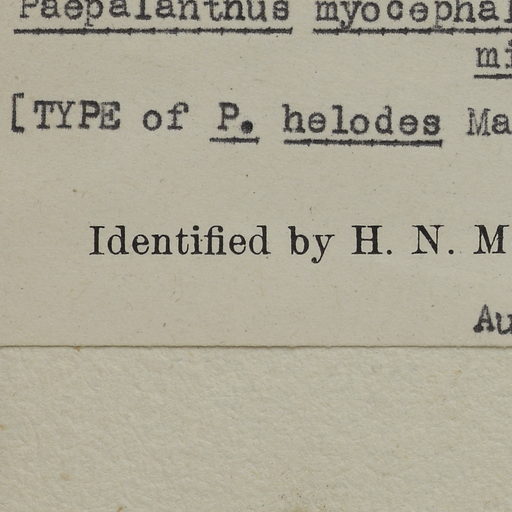 Paepalanthus myocephal
mi
[TYPE of P. helodes Ma
Identified by H. N. M
Au